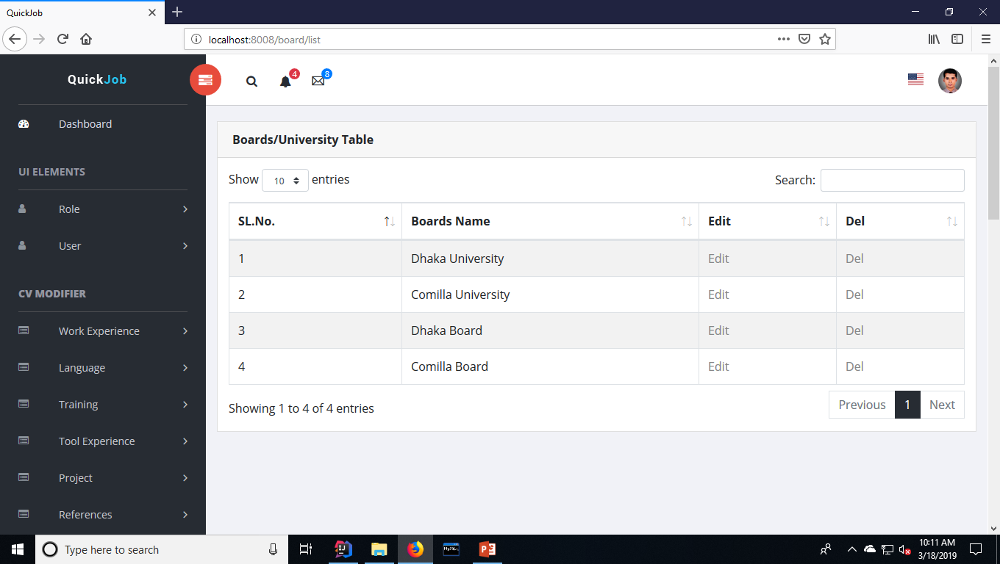 QuickJob
localhost:8008/board/list
QuickJob
4
8
Dashboard
UI ELEMENTS
Role
User
CV MODIFIER
Work Experience
Language
Training
Tool Experience
Project
References
Boards/University Table
Show 10 entries
Search:
SL.No. Boards Name Edit Del
1 Dhaka University Edit Del
2 Comilla University Edit Del
3 Dhaka Board Edit Del
4 Comilla Board Edit Del
Showing 1 to 4 of 4 entries
Previous 1 Next
Type here to search
IJ
MySQL
P
10:11 AM
3/18/2019